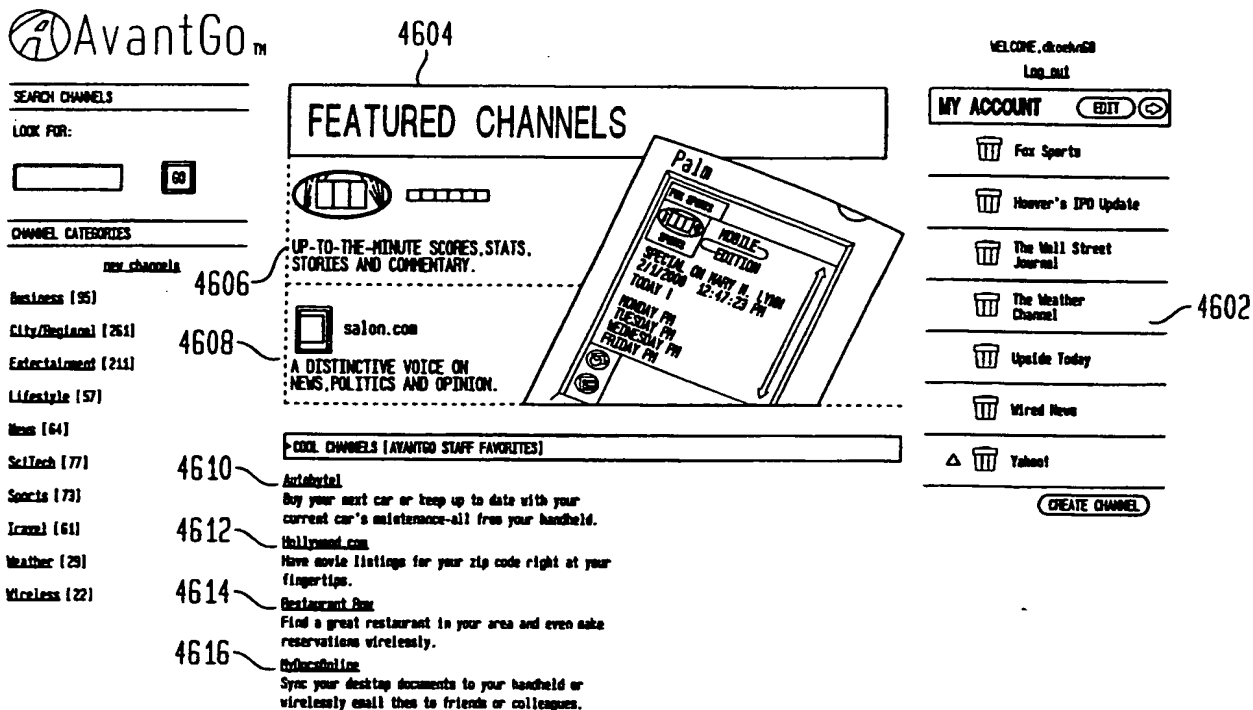 AvantGo TM
SEARCH CHANNELS
LOOK FOR:
GO
CHANNEL CATEGORIES
new channels
Business [95]
City/Regional [261]
Entertainment [211]
Lifestyle [57]
News [64]
SciTech [77]
Sports [73]
Travel [61]
Weather [29]
Wireless [22]
4604
FEATURED CHANNELS
4606
UP-TO-THE-MINUTE SCORES,STATS,
STORIES AND COMMENTARY.
4608
salon.com
A DISTINCTIVE VOICE ON
NEWS,POLITICS AND OPINION.
Palm
FOX SPORTS
SPORTS
MOBILE
EDITION
SPECIAL ON MARY M. LYNN
2/1/2000 12:47:23 PM
TODAY !
MONDAY PM
TUESDAY PM
WEDNESDAY PM
FRIDAY PM
COOL CHANNELS [AVANTGO STAFF FAVORITES]
4610
Autobytel
Buy your next car or keep up to date with your
current car's maintenance-all from your handheld.
4612
Hollywood.com
Have movie listings for your zip code right at your
fingertips.
4614
Restaurant Row
Find a great restaurant in your area and even make
reservations wirelessly.
4616
MyDocsOnline
Sync your desktop documents to your handheld or
wirelessly email them to friends or colleagues.
WELCOME,
Log out
MY ACCOUNT EDIT
Fox Sports
Hoover's IPO Update
The Wall Street
Journal
The Weather
Channel
4602
Upside Today
Wired News
Yahoo!
CREATE CHANNEL